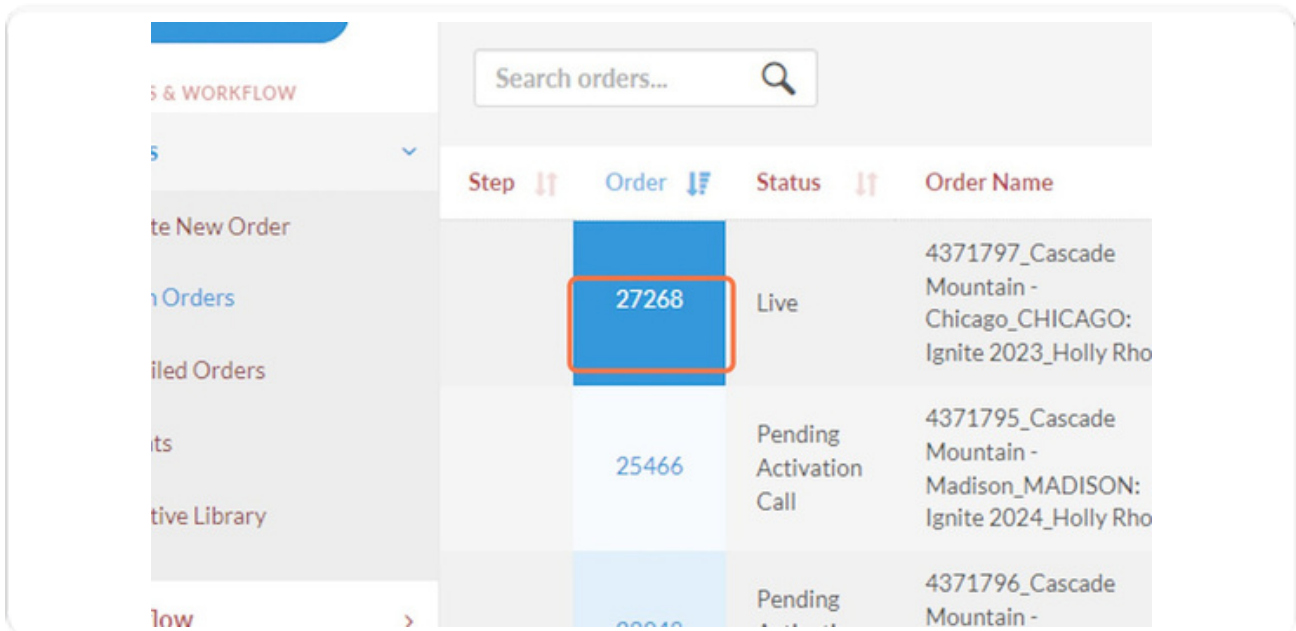 S & WORKFLOW
s
te New Order
n Orders
iled Orders
ts
tive Library
flow
Search orders...
Step Order Status Order Name
27268
Live
4371797_Cascade
Mountain -
Chicago_CHICAGO:
Ignite 2023_Holly Rho
25466
Pending
Activation
Call
4371795_Cascade
Mountain -
Madison_MADISON:
Ignite 2024_Holly Rho
Pending
4371796_Cascade
Mountain -